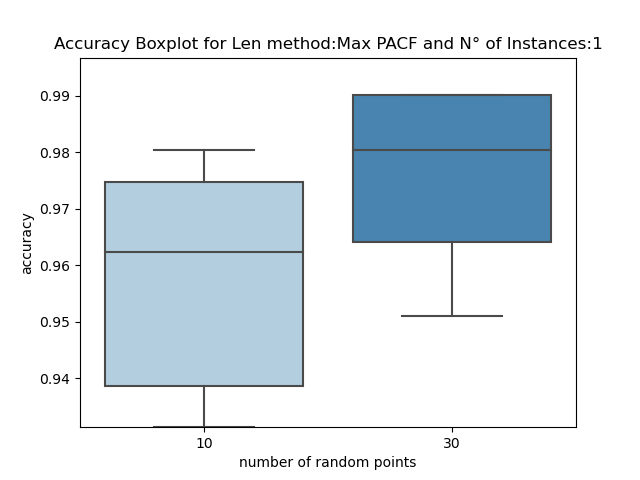 Accuracy Boxplot for Len method:Max PACF and N° of Instances:1
0.99
0.98
0.97
0.96
0.95
0.94
accuracy
10
30
number of random points